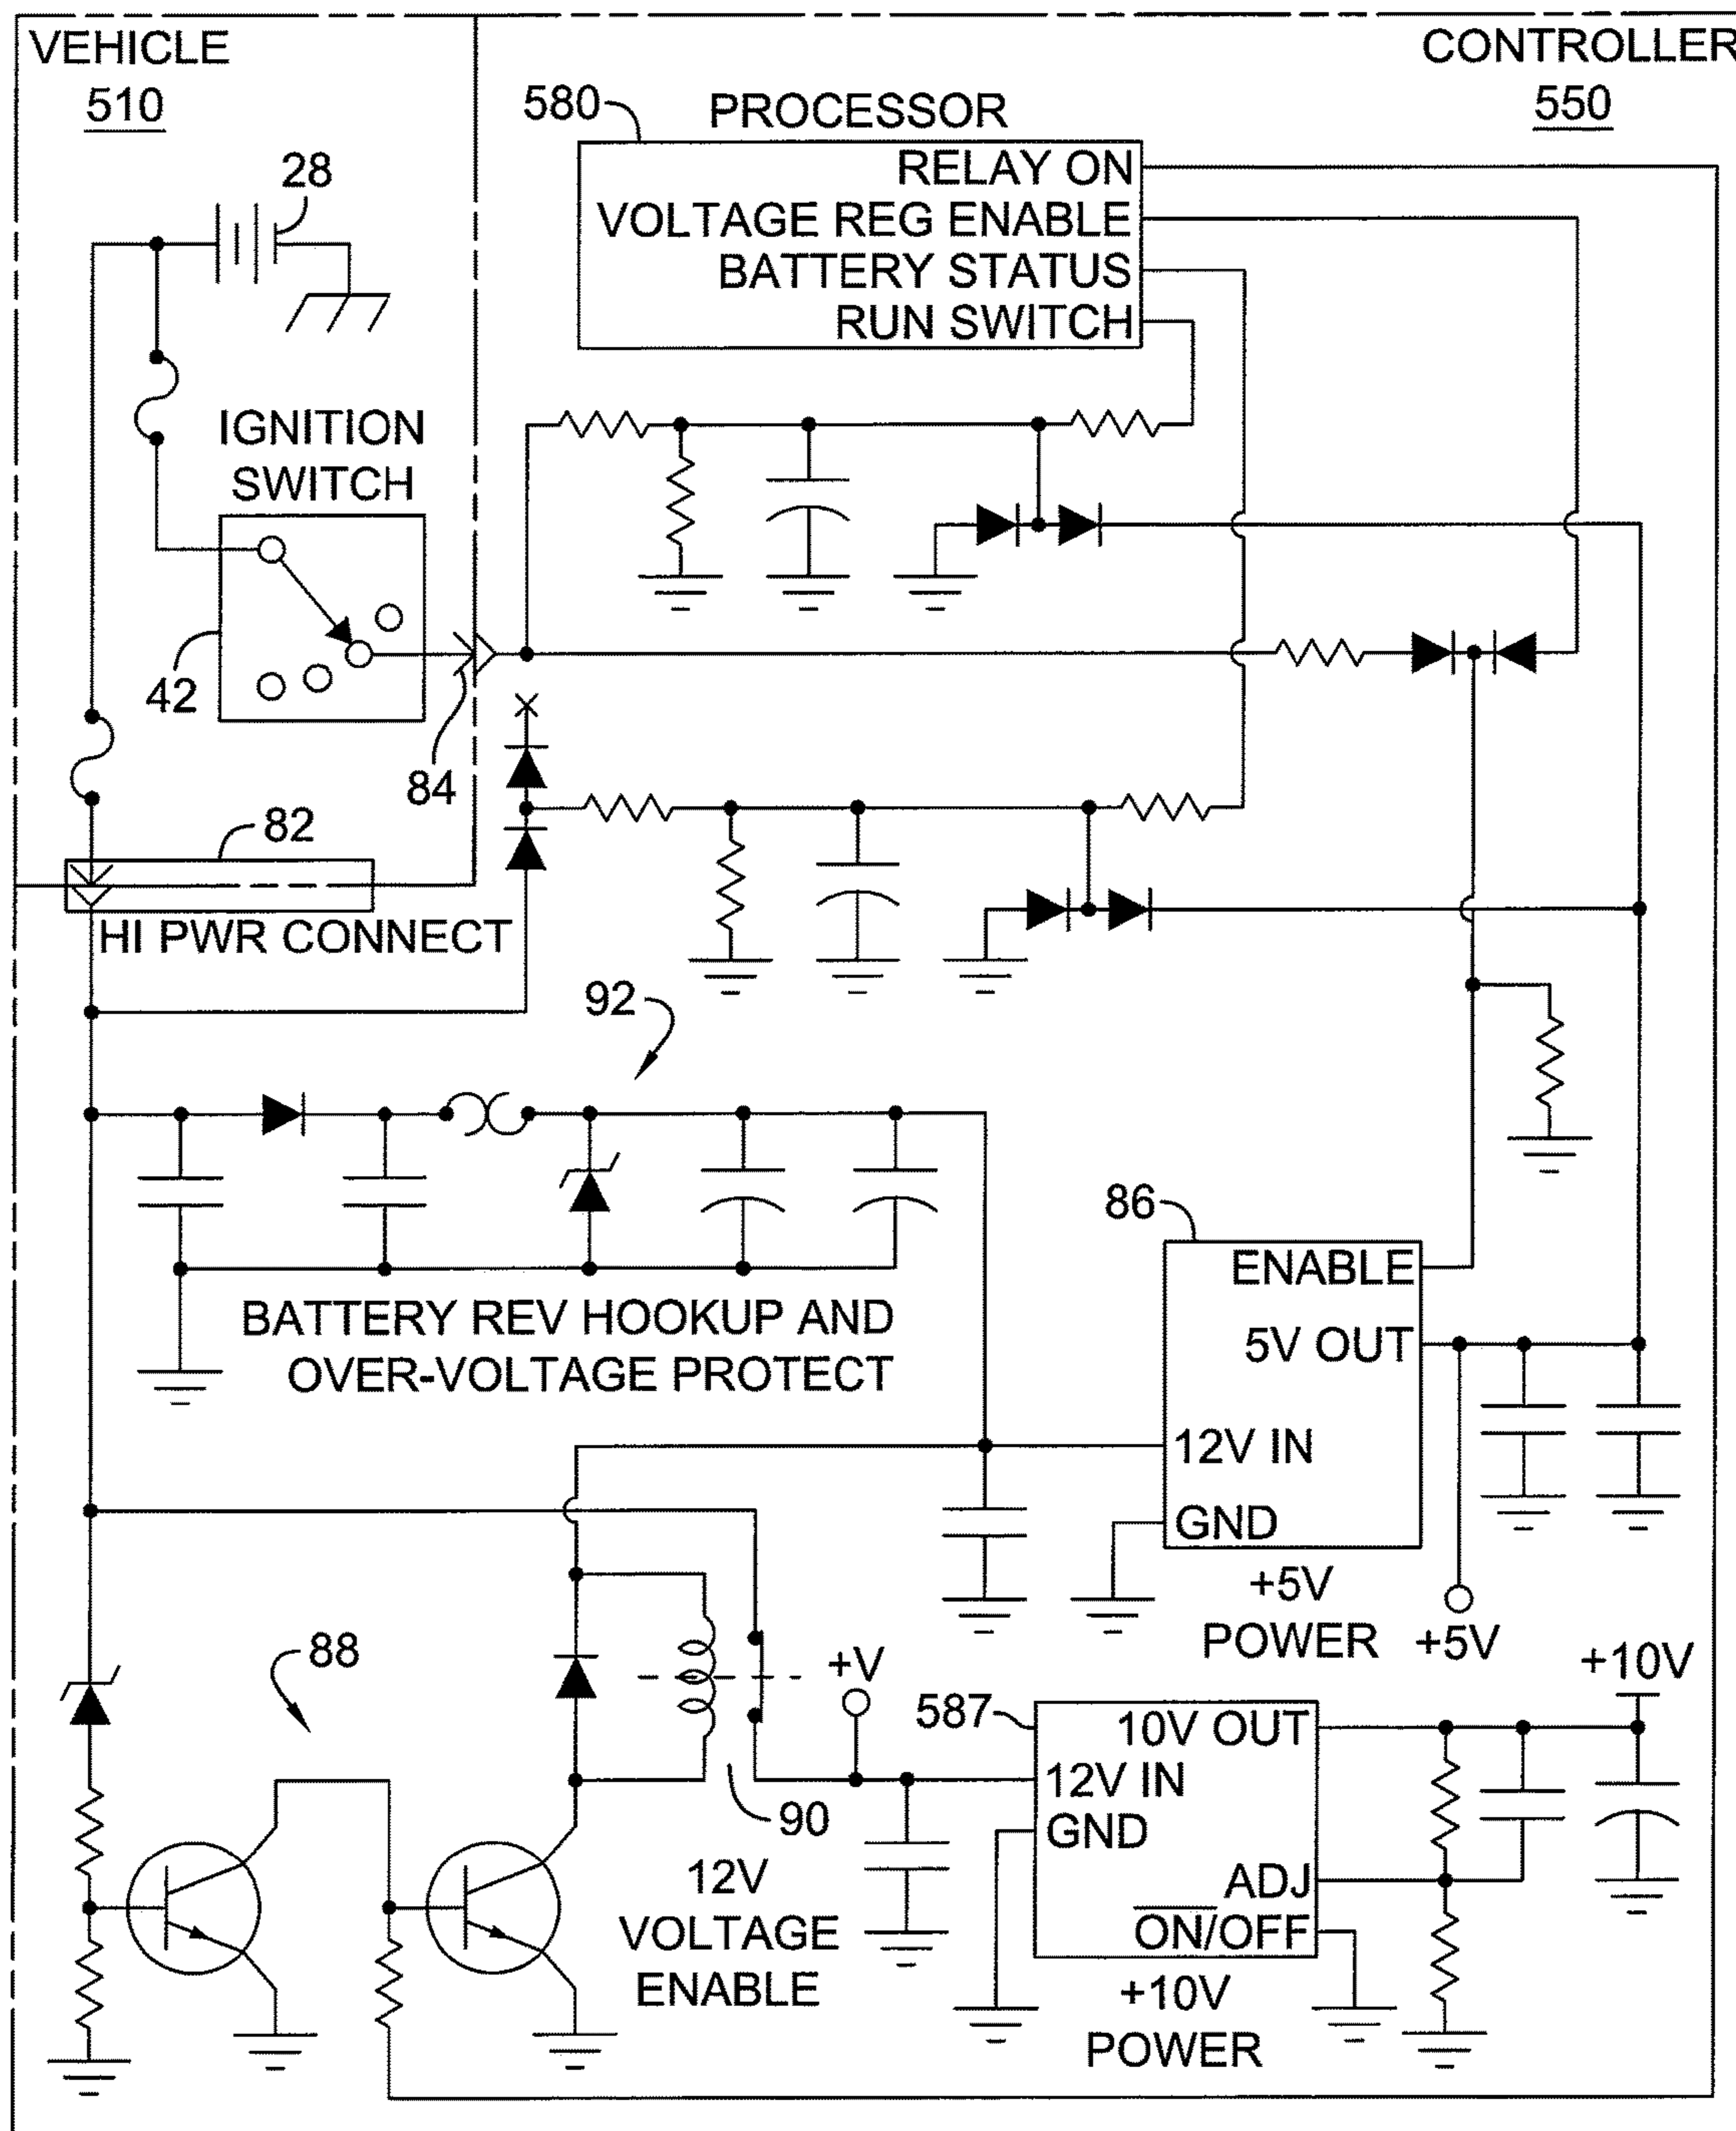 VEHICLE
510
CONTROLLER
550
580
PROCESSOR
RELAY ON
VOLTAGE REG ENABLE
BATTERY STATUS
RUN SWITCH
28
IGNITION
SWITCH
42
84
82
HI PWR CONNECT
92
BATTERY REV HOOKUP AND
OVER-VOLTAGE PROTECT
86
ENABLE
5V OUT
12V IN
GND
+5V
POWER
+5V
88
90
12V
VOLTAGE
ENABLE
+V
587
10V OUT
12V IN
GND
ADJ
ON/OFF
+10V
POWER
+10V